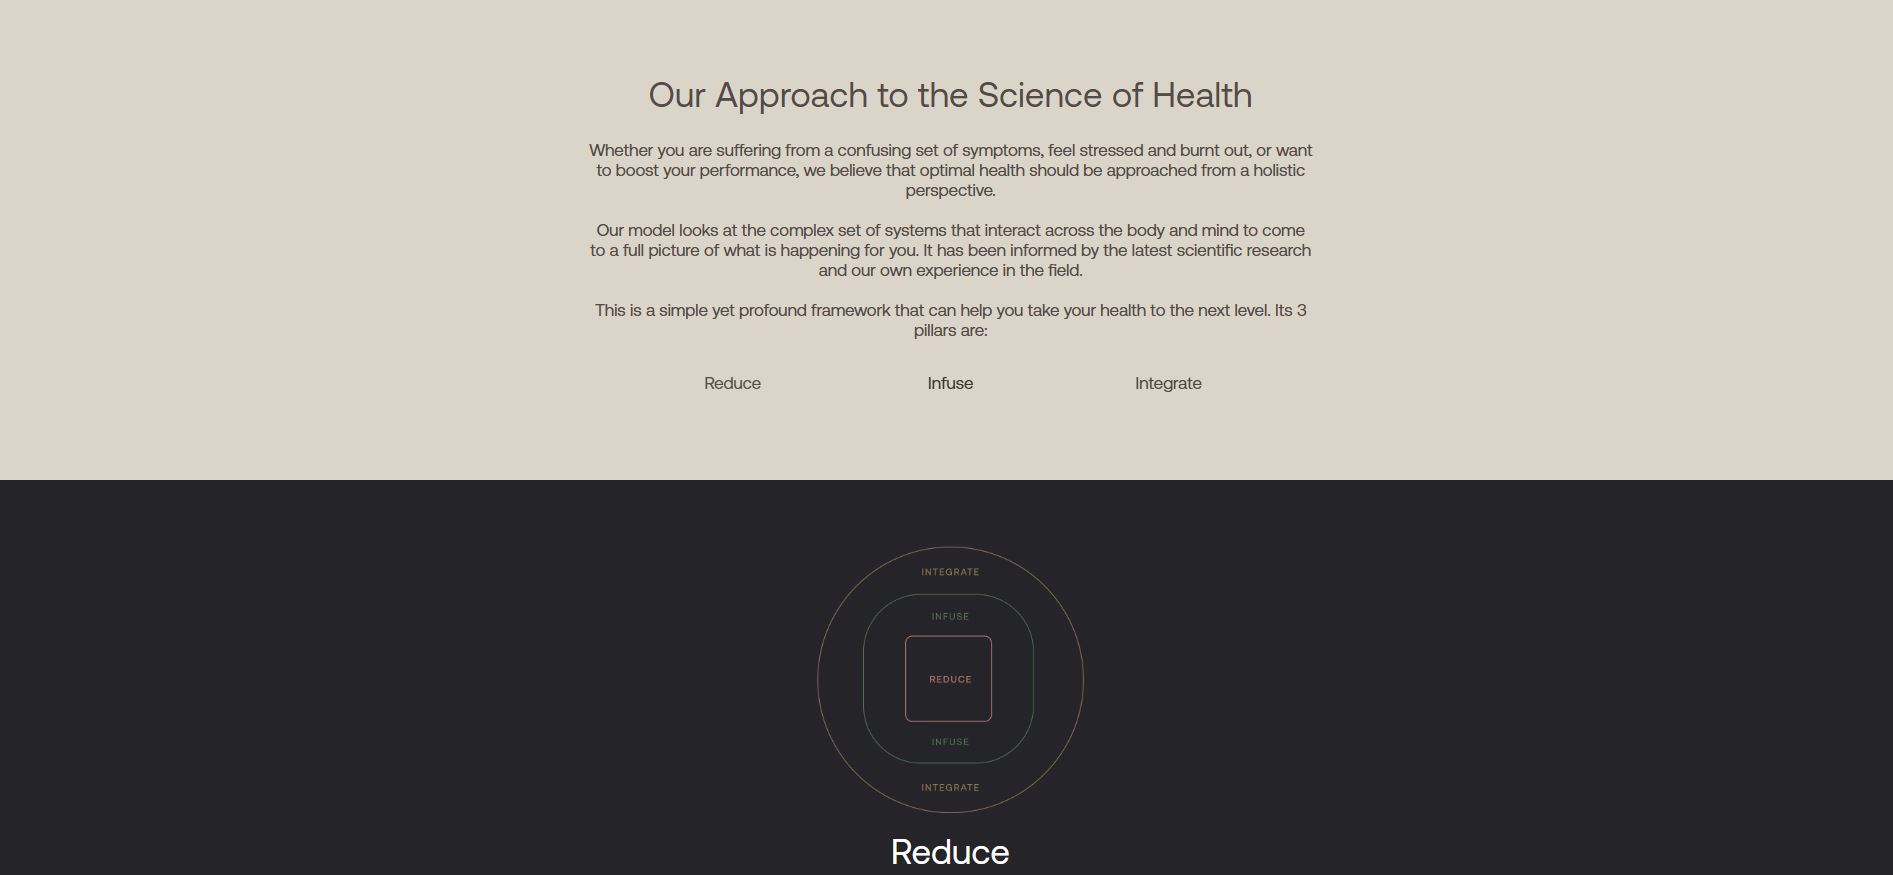 Our Approach to the Science of Health
Whether you are suffering from a confusing set of symptoms, feel stressed and burnt out, or want
to boost your performance, we believe that optimal health should be approached from a holistic
perspective.
Our model looks at the complex set of systems that interact across the body and mind to come
to a full picture of what is happening for you. It has been informed by the latest scientific research
and our own experience in the field.
This is a simple yet profound framework that can help you take your health to the next level. Its 3
pillars are:
Reduce Infuse Integrate
INTEGRATE
INFUSE
REDUCE
INFUSE
INTEGRATE
Reduce